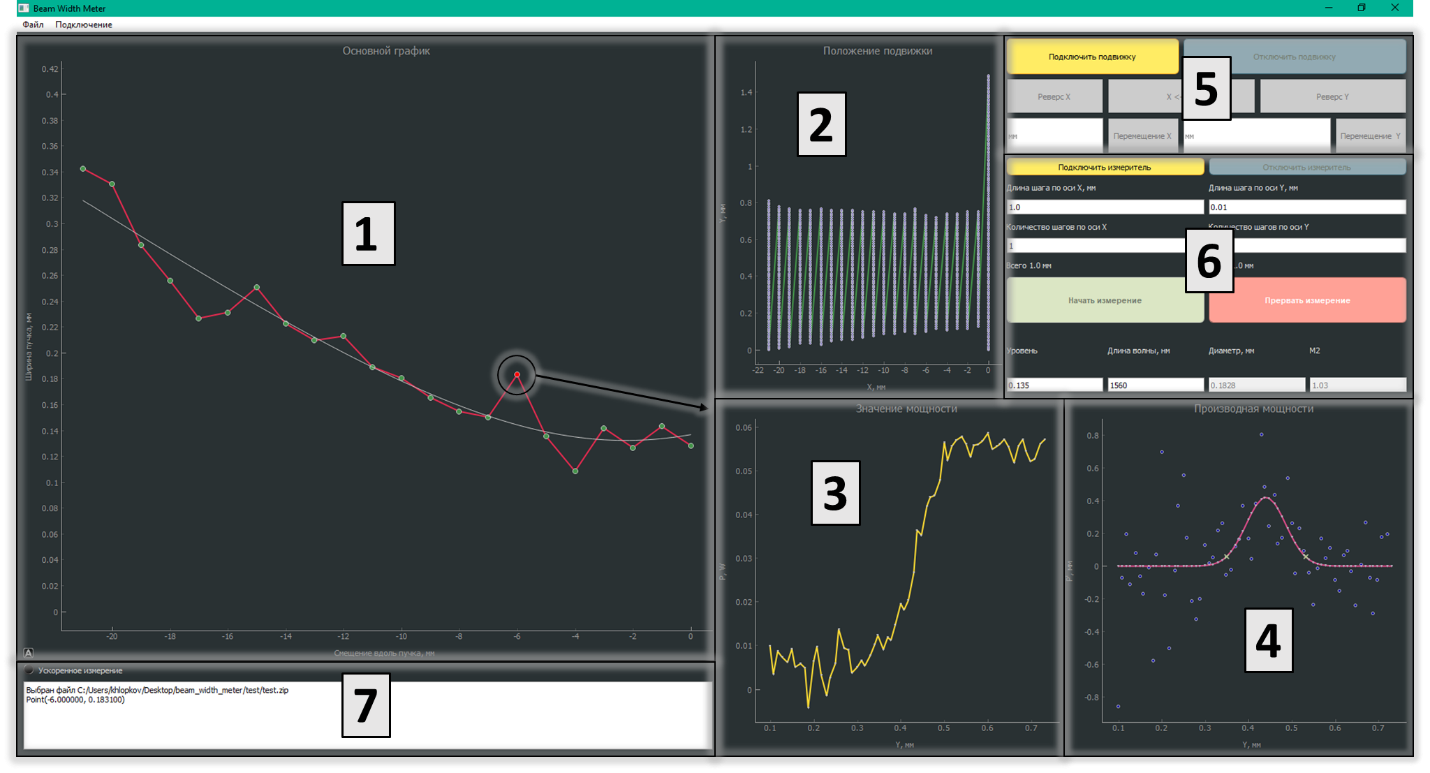 Beam Width Meter
Файл Подключение
Основной график
0.42
0.4
0.38
0.36
0.34
0.32
0.3
0.28
0.26
0.24
0.22
0.2
0.18
0.16
0.14
0.12
0.1
0.08
0.06
0.04
0.02
0
Ширина пучка, мм
-20 -18 -16 -14 -12 -10 -8 -6 -4 -2 0
Смещение вдоль пучка, мм
A
1
Положение подвижки
1.4
1.2
1
0.8
0.6
0.4
0.2
0
Y, мм
-22 -20 -18 -16 -14 -12 -10 -8 -6 -4 -2 0
X, мм
2
Подключить подвижку Отключить подвижку
Реверс X X < Реверс Y
мм Перемещение X мм Перемещение Y
5
Подключить измеритель Отключить измеритель
Длина шага по оси X, мм Длина шага по оси Y, мм
1.0 0.01
Количество шагов по оси X Количество шагов по оси Y
1
Всего 1.0 мм 1.0 мм
6
Начать измерение Прервать измерение
Уровень Длина волны, нм Диаметр, мм M2
0.135 1560 0.1828 1.03
Значение мощности
0.06
0.05
0.04
0.03
0.02
0.01
0
P, W
0.1 0.2 0.3 0.4 0.5 0.6 0.7
Y, мм
3
Производная мощности
0.8
0.6
0.4
0.2
0
-0.2
-0.4
-0.6
-0.8
0.1 0.2 0.3 0.4 0.5 0.6 0.7
Y, мм
4
Ускоренное измерение
Выбран файл C:/Users/khlopkov/Desktop/beam_width_meter/test/test.zip
Point(-6.000000, 0.183100)
7